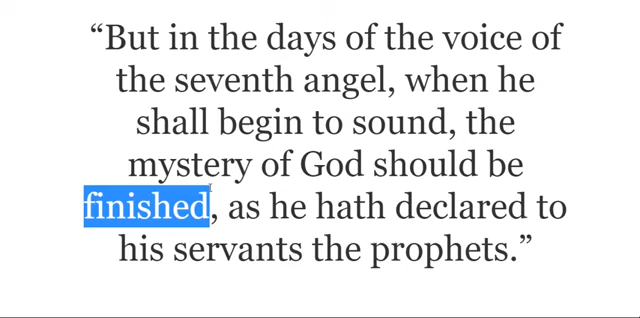 “But in the days of the voice of
the seventh angel, when he
shall begin to sound, the
mystery of God should be
finished, as he hath declared to
his servants the prophets.”